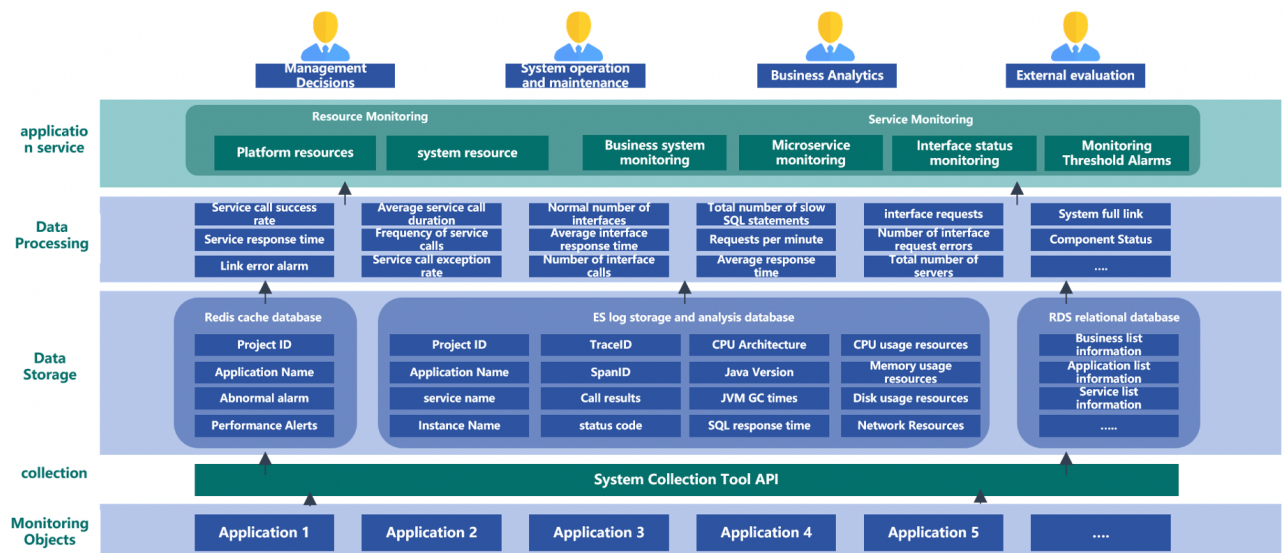 Management
Decisions
System operation
and maintenance
Business Analytics
External evaluation
applicatio
n service
Resource Monitoring
Service Monitoring
Platform resources
system resource
Business system
monitoring
Microservice
monitoring
Interface status
monitoring
Monitoring
Threshold Alarms
Data
Processing
Service call success
rate
Average service call
duration
Normal number of
interfaces
Total number of slow
SQL statements
interface requests
System full link
Service response time
Frequency of service
calls
Average interface
response time
Requests per minute
Number of interface
request errors
Component Status
Link error alarm
Service call exception
rate
Number of interface
calls
Average response
time
Total number of
servers
....
Data
Storage
Redis cache database
Project ID
Application Name
Abnormal alarm
Performance Alerts
ES log storage and analysis database
Project ID
TraceID
CPU Architecture
CPU usage resources
Application Name
SpanID
Java Version
Memory usage
resources
service name
Call results
JVM GC times
Disk usage resources
Instance Name
status code
SQL response time
Network Resources
RDS relational database
Business list
information
Application list
information
Service list
information
.....
collection
System Collection Tool API
Monitoring
Objects
Application 1
Application 2
Application 3
Application 4
Application 5
....